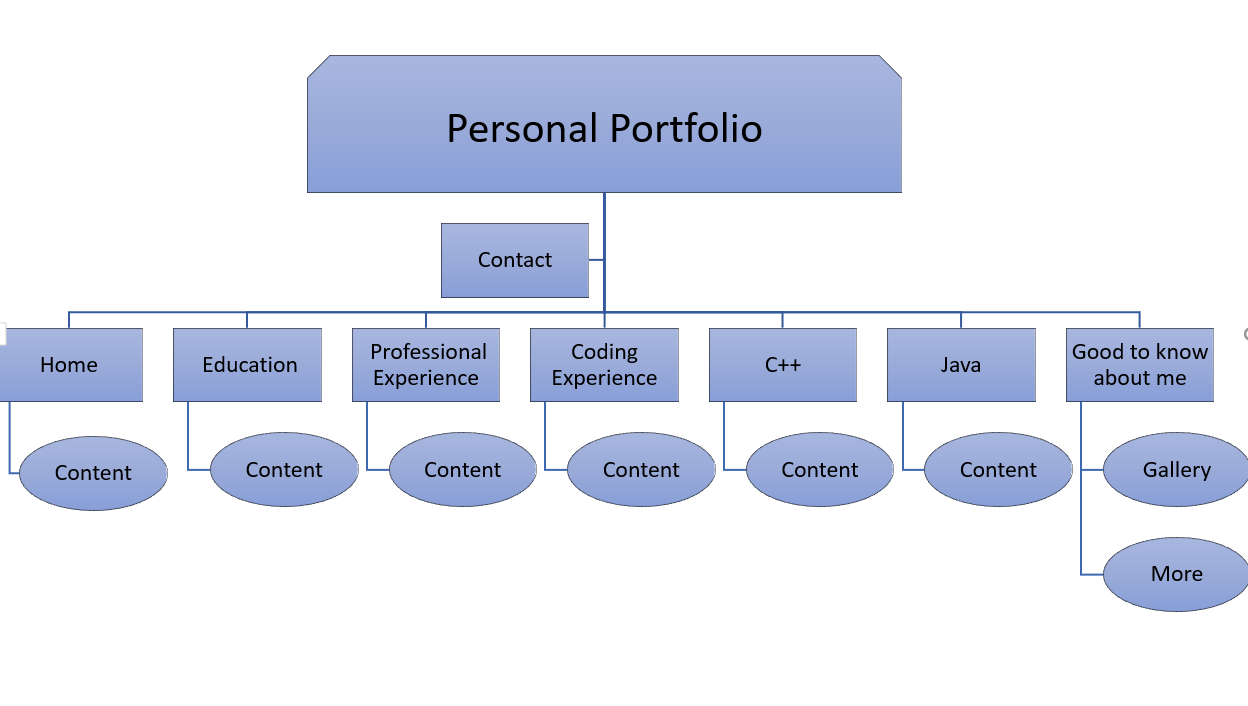 Personal Portfolio
Contact
Home
Education
Professional
Experience
Coding
Experience
C++
Java
Good to know
about me
Content
Content
Content
Content
Content
Content
Gallery
More